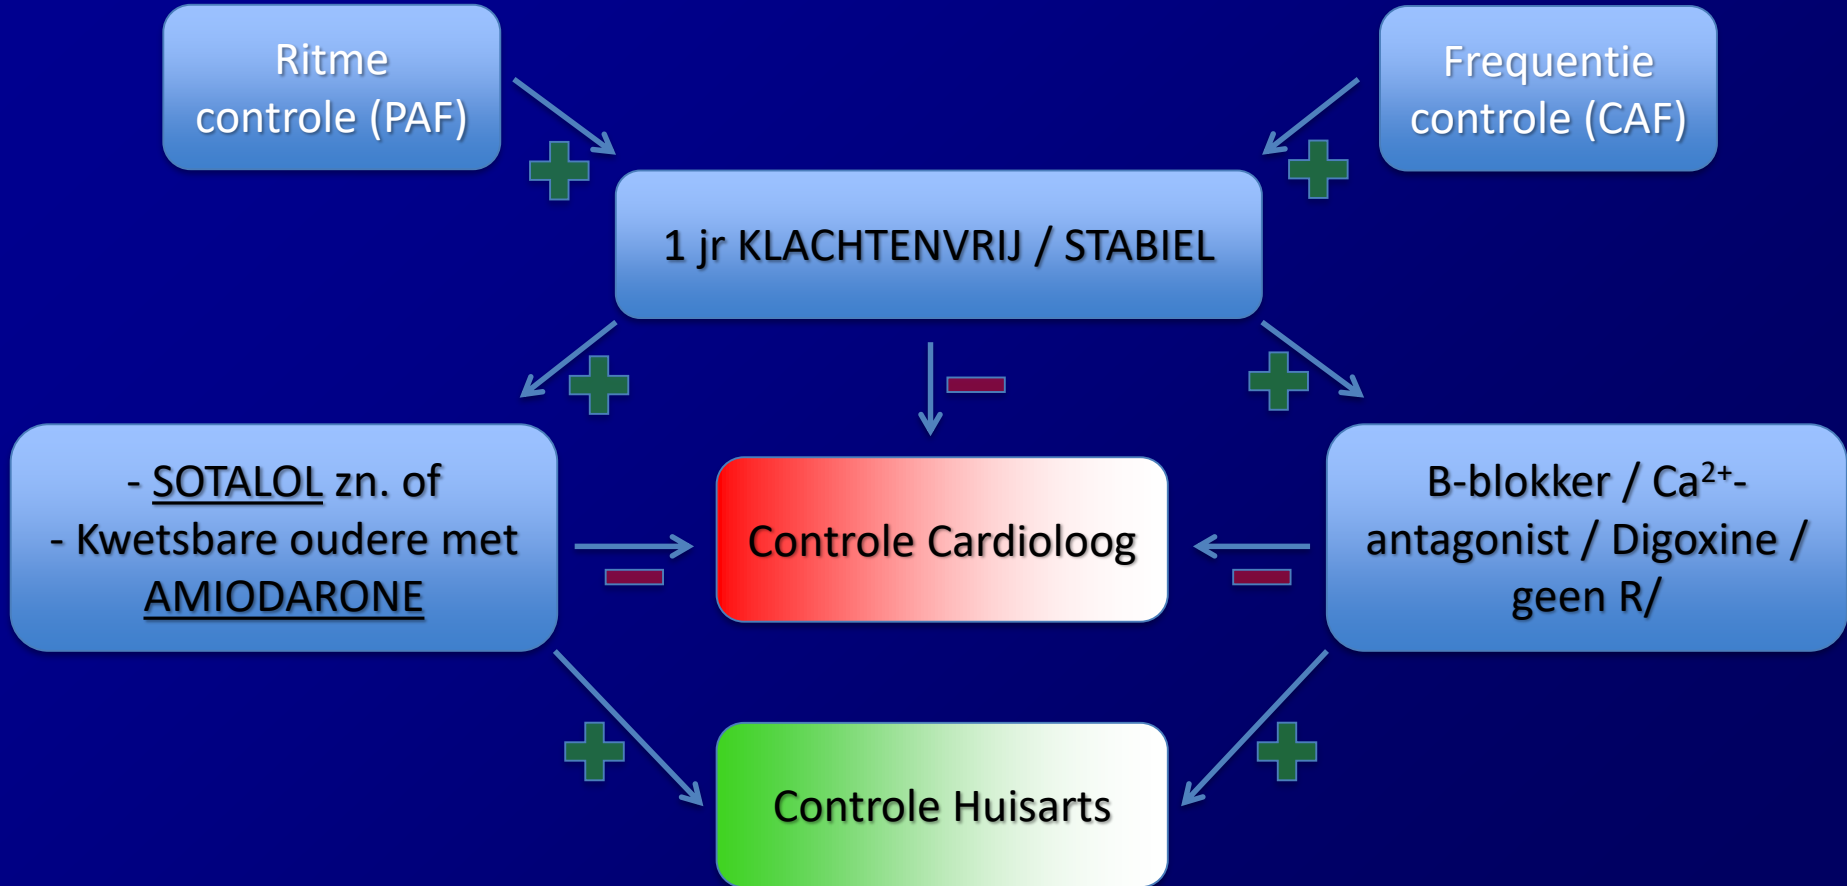 Ritme
controle (PAF)
Frequentie
controle (CAF)
1 jr KLACHTENVRIJ / STABIEL
- SOTALOL zn. of
- Kwetsbare oudere met
AMIODARONE
Controle Cardioloog
B-blokker / Ca²⁺-
antagonist / Digoxine /
geen R/
Controle Huisarts